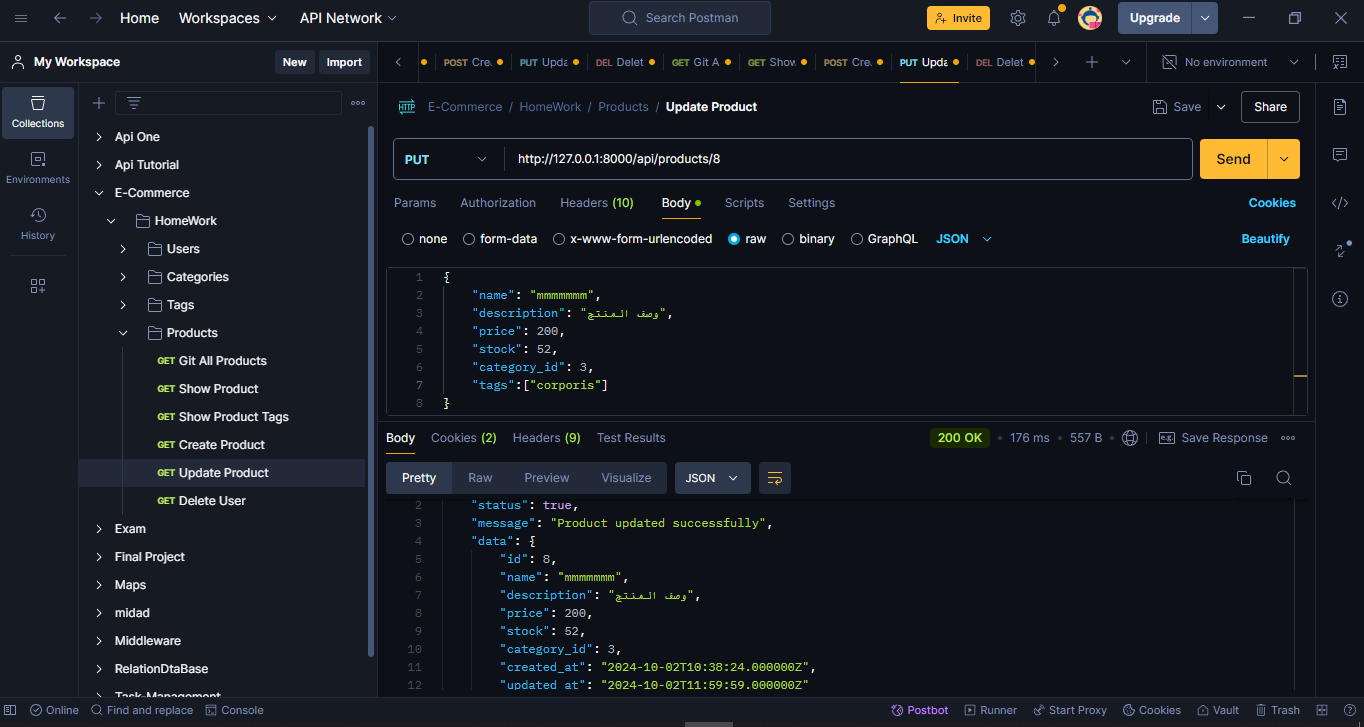 Home Workspaces API Network Search Postman Invite Upgrade
My Workspace New Import POST Cre PUT Upda DEL Delet GET Git A GET Show POST Cre PUT Upda DEL Delet No environment
Collections
Environments
History
Api One
Api Tutorial
E-Commerce
HomeWork
Users
Categories
Tags
Products
GET Git All Products
GET Show Product
GET Show Product Tags
GET Create Product
GET Update Product
GET Delete User
Exam
Final Project
Maps
midad
Middleware
RelationDtaBase
Task-Management
HTTP E-Commerce / HomeWork / Products / Update Product Save Share
PUT http://127.0.0.1:8000/api/products/8 Send
Params Authorization Headers (10) Body Scripts Settings Cookies
none form-data x-www-form-urlencoded raw binary GraphQL JSON Beautify
1 {
2 "name": "mmmmmmm",
3 "description": "وصف المنتج",
4 "price": 200,
5 "stock": 52,
6 "category_id": 3,
7 "tags":["corporis"]
8 }
Body Cookies (2) Headers (9) Test Results 200 OK • 176 ms • 557 B • e.g. Save Response
Pretty Raw Preview Visualize JSON
2 "status": true,
3 "message": "Product updated successfully",
4 "data": {
5 "id": 8,
6 "name": "mmmmmmm",
7 "description": "وصف المنتج",
8 "price": 200,
9 "stock": 52,
10 "category_id": 3,
11 "created_at": "2024-10-02T10:38:24.000000Z",
12 "updated_at": "2024-10-02T11:59:59.000000Z"
Online Find and replace Console Postbot Runner Start Proxy Cookies Vault Trash